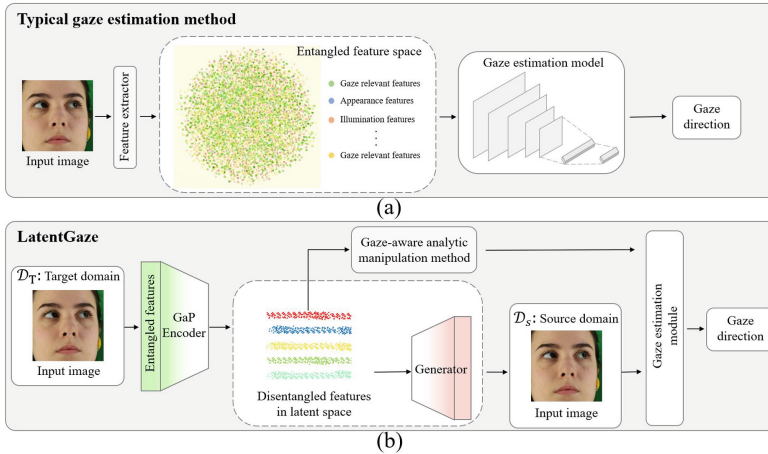 Typical gaze estimation method
Input image
Feature extractor
Entangled feature space
Gaze relevant features
Appearance features
Illumination features
⋮
Gaze relevant features
Gaze estimation model
Gaze
direction
(a)
LatentGaze
𝒟_T: Target domain
Input image
Entangled features
GaP
Encoder
Gaze-aware analytic
manipulation method
Disentangled features
in latent space
Generator
𝒟_s: Source domain
Input image
Gaze estimation
module
Gaze
direction
(b)